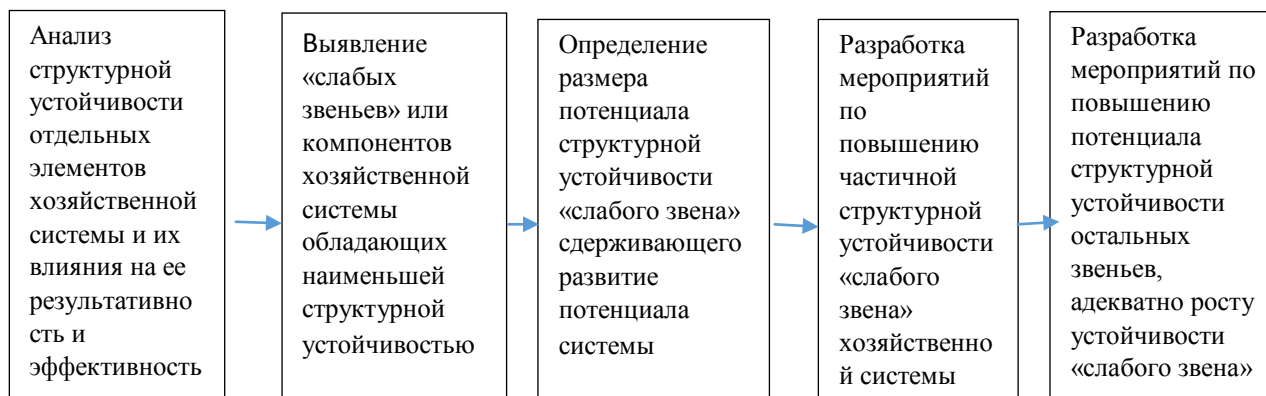 Анализ
структурной
устойчивости
отдельных
элементов
хозяйственной
системы и их
влияния на ее
результативно
сть и
эффективность
Выявление
«слабых
звеньев» или
компонентов
хозяйственной
системы
обладающих
наименьшей
структурной
устойчивостью
Определение
размера
потенциала
структурной
устойчивости
«слабого звена»
сдерживающего
развитие
потенциала
системы
Разработка
мероприятий
по
повышению
частичной
структурной
устойчивости
«слабого
звена»
хозяйственно
й системы
Разработка
мероприятий по
повышению
потенциала
структурной
устойчивости
остальных
звеньев,
адекватно росту
устойчивости
«слабого звена»